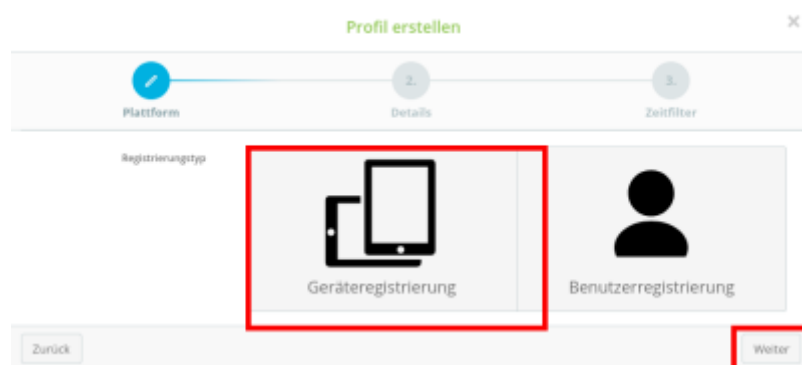 Profil erstellen
×
2.
3.
Plattform
Details
Zeitfilter
Registrierungstyp
Geräteregistrierung
Benutzerregistrierung
Zurück
Weiter